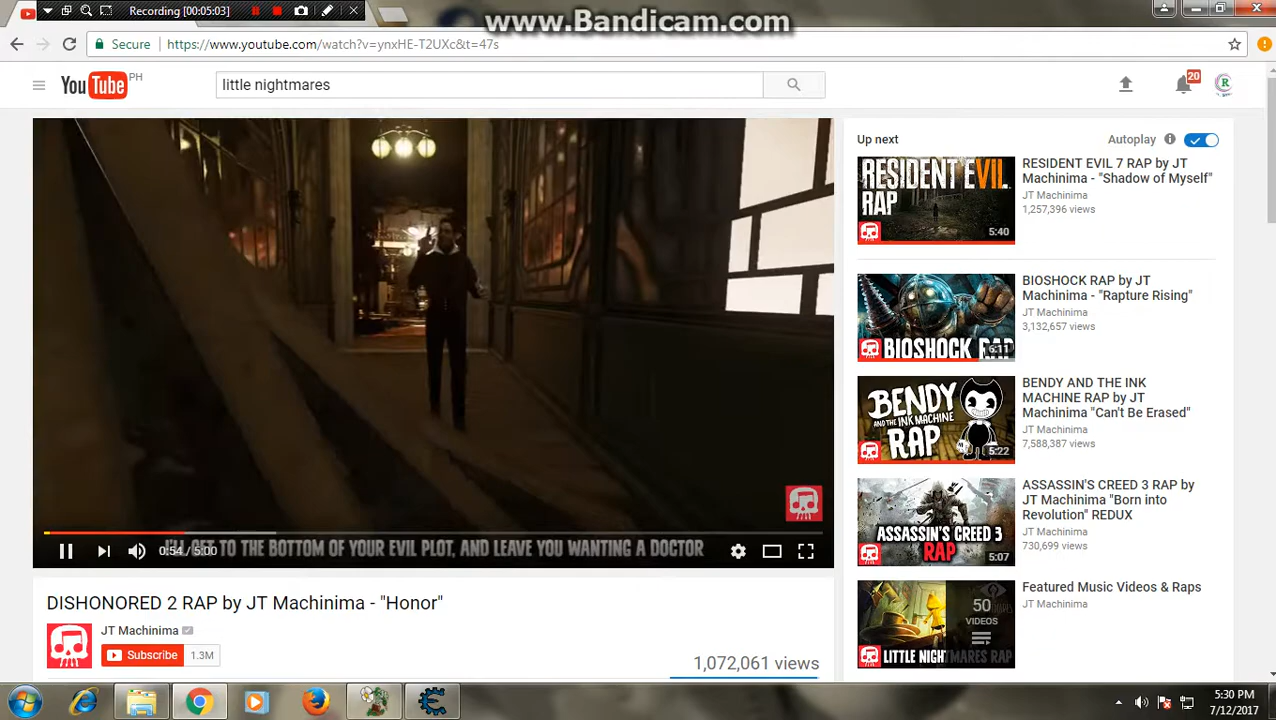 Recording [00:05:03]
www.Bandicam.com
Secure
https://www.youtube.com/watch?v=ynxHE-T2UXc&t=47s
YouTube PH
little nightmares
20
R
Up next
Autoplay
RESIDENT EVIL RAP
5:40
RESIDENT EVIL 7 RAP by JT
Machinima - "Shadow of Myself"
JT Machinima
1,257,396 views
BIOSHOCK RAP
6:11
BIOSHOCK RAP by JT
Machinima - "Rapture Rising"
JT Machinima
3,132,657 views
BENDY
AND THE INK MACHINE
RAP
5:22
BENDY AND THE INK
MACHINE RAP by JT
Machinima "Can't Be Erased"
JT Machinima
7,588,387 views
ASSASSIN'S CREED 3
RAP
5:07
ASSASSIN'S CREED 3 RAP by
JT Machinima "Born into
Revolution" REDUX
JT Machinima
730,699 views
50
VIDEOS
LITTLE NIGHTMARES RAP
Featured Music Videos & Raps
JT Machinima
0:54 / 5:00
I'LL GET TO THE BOTTOM OF YOUR EVIL PLOT, AND LEAVE YOU WANTING A DOCTOR
DISHONORED 2 RAP by JT Machinima - "Honor"
JT Machinima
Subscribe 1.3M
1,072,061 views
5:30 PM
7/12/2017